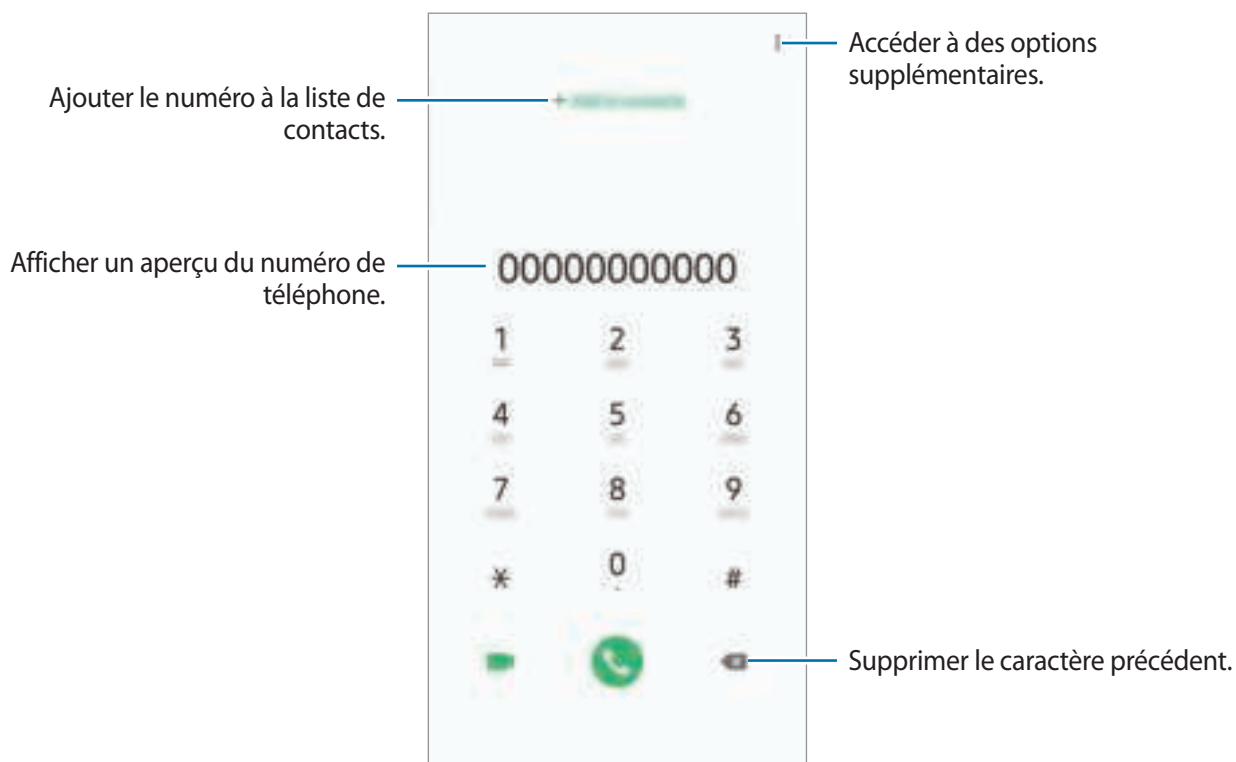 Accéder à des options
supplémentaires.
Ajouter le numéro à la liste de
contacts.
Afficher un aperçu du numéro de
téléphone.
00000000000
1 2 3
4 5 6
7 8 9
* 0 #
Supprimer le caractère précédent.